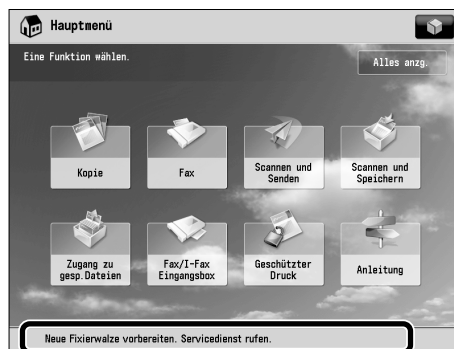 Hauptmenü
Eine Funktion wählen.
Alles anzg.
Kopie
Fax
Scannen und
Senden
Scannen und
Speichern
Zugang zu
gesp.Dateien
Fax/I-Fax
Eingangsbox
Geschützter
Druck
Anleitung
Neue Fixierwalze vorbereiten. Servicedienst rufen.